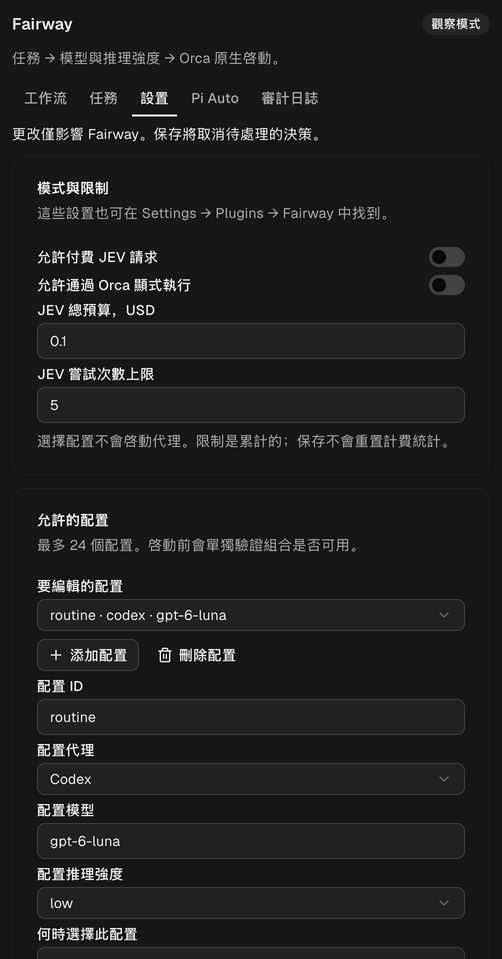 Fairway
觀察模式
任務 → 模型與推理強度 → Orca 原生啓動。
工作流 任務 設置 Pi Auto 審計日誌
更改僅影響 Fairway。保存將取消待處理的決策。
模式與限制
這些設置也可在 Settings → Plugins → Fairway 中找到。
允許付費 JEV 請求
允許通過 Orca 顯式執行
JEV 總預算，USD
0.1
JEV 嘗試次數上限
5
選擇配置不會啓動代理。限制是累計的；保存不會重置計費統計。
允許的配置
最多 24 個配置。啓動前會單獨驗證組合是否可用。
要編輯的配置
routine · codex · gpt-6-luna
添加配置 刪除配置
配置 ID
routine
配置代理
Codex
配置模型
gpt-6-luna
配置推理強度
low
何時選擇此配置